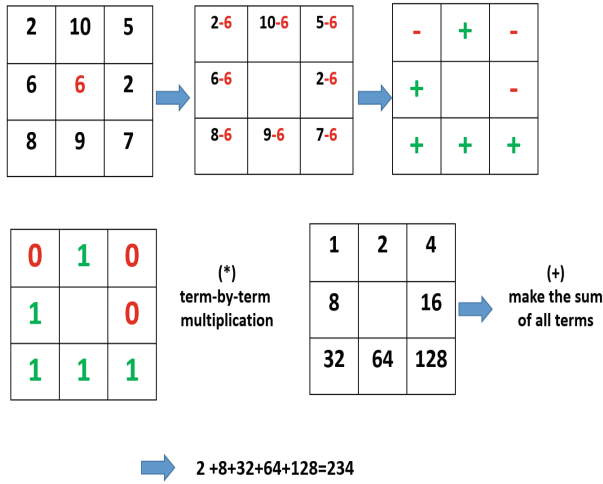 2 10 5
6 6 2
8 9 7
2-6 10-6 5-6
6-6 2-6
8-6 9-6 7-6
- + -
+ -
+ + +
0 1 0
1 0
1 1 1
(*)
term-by-term
multiplication
1 2 4
8 16
32 64 128
(+)
make the sum
of all terms
2 +8+32+64+128=234